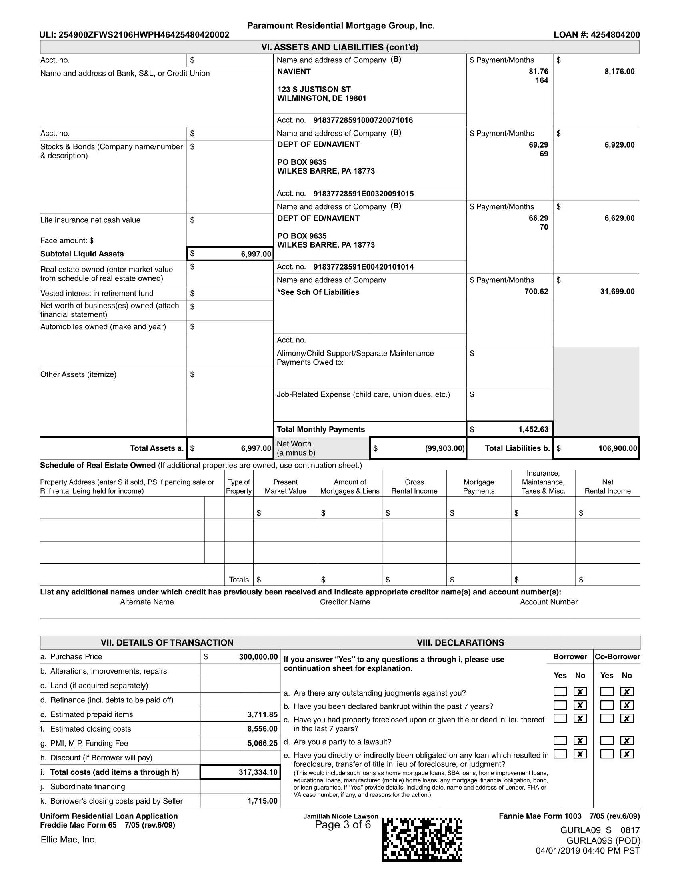 Paramount Residential Mortgage Group, Inc.
ULI: 254900ZFWS2106HWPH46425480420002 LOAN #: 4254804200
VI. ASSETS AND LIABILITIES (cont'd)
Acct. no. $ Name and address of Company (B) $ Payment/Months $
Name and address of Bank, S&L, or Credit Union NAVIENT 81.76 8,176.00
164
123 S JUSTISON ST
WILMINGTON, DE 19801
Acct. no. 91837728591000720071016
Acct. no. $ Name and address of Company (B) $ Payment/Months $
Stocks & Bonds (Company name/number $ DEPT OF ED/NAVIENT 69.29 6,929.00
& description) 69
PO BOX 9635
WILKES BARRE, PA 18773
Acct. no. 91837728591E00320091015
Name and address of Company (B) $ Payment/Months $
Life insurance net cash value $ DEPT OF ED/NAVIENT 66.29 6,629.00
70
Face amount: $ PO BOX 9635
WILKES BARRE, PA 18773
Subtotal Liquid Assets $ 6,997.00
Real estate owned (enter market value $ Acct. no. 91837728591E00420101014
from schedule of real estate owned) Name and address of Company $ Payment/Months $
Vested interest in retirement fund $ *See Sch Of Liabilities 700.62 31,699.00
Net worth of business(es) owned (attach $
financial statement)
Automobiles owned (make and year) $
Acct. no.
Alimony/Child Support/Separate Maintenance $
Payments Owed to:
Other Assets (itemize) $
Job-Related Expense (child care, union dues, etc.) $
Total Monthly Payments $ 1,452.63
Total Assets a. $ 6,997.00 Net Worth $ (99,903.00) Total Liabilities b. $ 106,900.00
(a minus b)
Schedule of Real Estate Owned (If additional properties are owned, use continuation sheet.)
Property Address (enter S if sold, PS if pending sale or R if rental being held for income) Type of Property Present Market Value Amount of Mortgages & Liens Gross Rental Income Mortgage Payments Insurance, Maintenance, Taxes & Misc. Net Rental Income
$ $ $ $ $ $
Totals $ $ $ $ $ $
List any additional names under which credit has previously been received and indicate appropriate creditor name(s) and account number(s):
Alternate Name Creditor Name Account Number
VII. DETAILS OF TRANSACTION
a. Purchase Price $ 300,000.00
b. Alterations, improvements, repairs
c. Land (if acquired separately)
d. Refinance (incl. debts to be paid off)
e. Estimated prepaid items 3,711.85
f. Estimated closing costs 8,556.00
g. PMI, MIP, Funding Fee 5,066.25
h. Discount (if Borrower will pay)
i. Total costs (add items a through h) 317,334.10
j. Subordinate financing
k. Borrower's closing costs paid by Seller 1,715.00
VIII. DECLARATIONS
If you answer "Yes" to any questions a through i, please use Borrower Co-Borrower
continuation sheet for explanation. Yes No Yes No
a. Are there any outstanding judgments against you? X X
b. Have you been declared bankrupt within the past 7 years? X X
c. Have you had property foreclosed upon or given title or deed in lieu thereof X X
in the last 7 years?
d. Are you a party to a lawsuit? X X
e. Have you directly or indirectly been obligated on any loan which resulted in X X
foreclosure, transfer of title in lieu of foreclosure, or judgment?
(This would include such loans as home mortgage loans, SBA loans, home improvement loans,
educational loans, manufactured (mobile) home loans, any mortgage, financial obligation, bond,
or loan guarantee. If "Yes" provide details, including date, name and address of Lender, FHA or
VA case number, if any, and reasons for the action.)
Uniform Residential Loan Application Jamillah Nicole Lawson Fannie Mae Form 1003 7/05 (rev.6/09)
Freddie Mac Form 65 7/05 (rev.6/09) Page 3 of 6
GURLA09_S 0817
Ellie Mae, Inc. GURLA09S (POD)
04/01/2019 04:40 PM PST